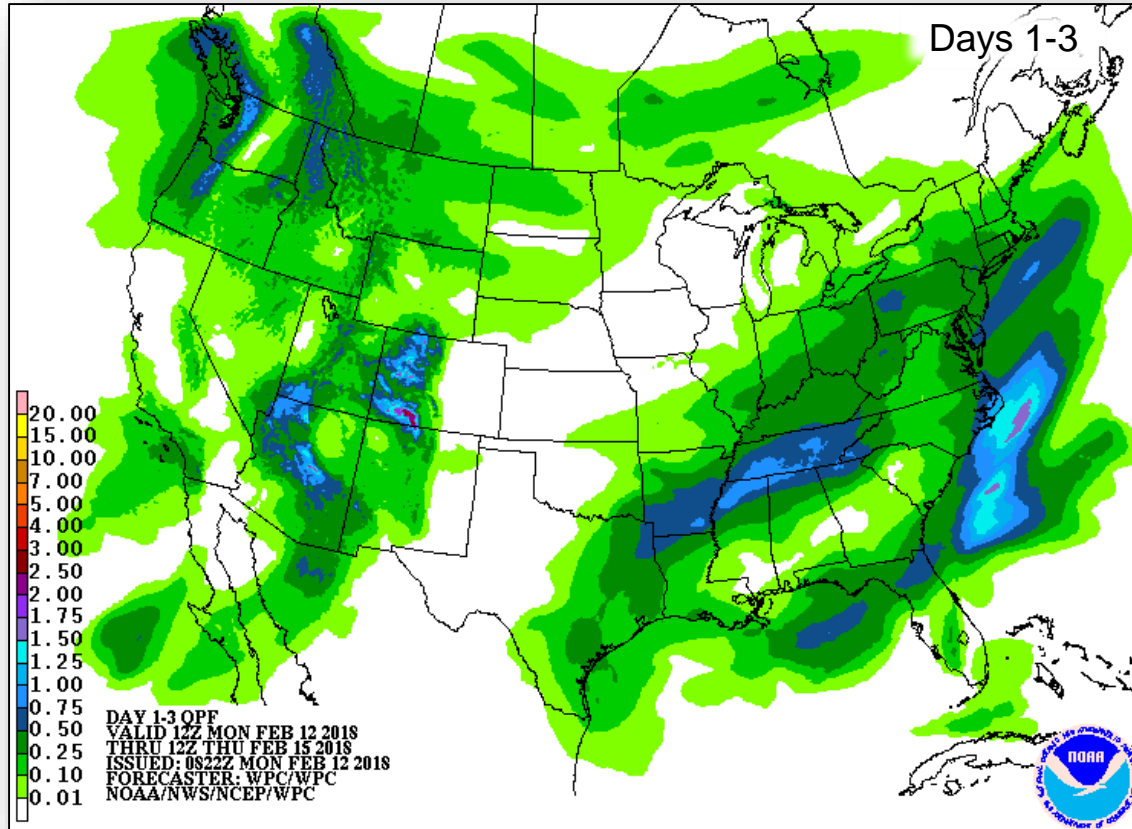 Days 1-3
20.00
15.00
10.00
7.00
5.00
4.00
3.00
2.50
2.00
1.75
1.50
1.25
1.00
0.75
0.50
0.25
0.10
0.01
DAY 1-3 QPF
VALID 12Z MON FEB 12 2018
THRU 12Z THU FEB 15 2018
ISSUED: 0822Z MON FEB 12 2018
FORECASTER: WPC/WPC
NOAA/NWS/NCEP/WPC
NOAA